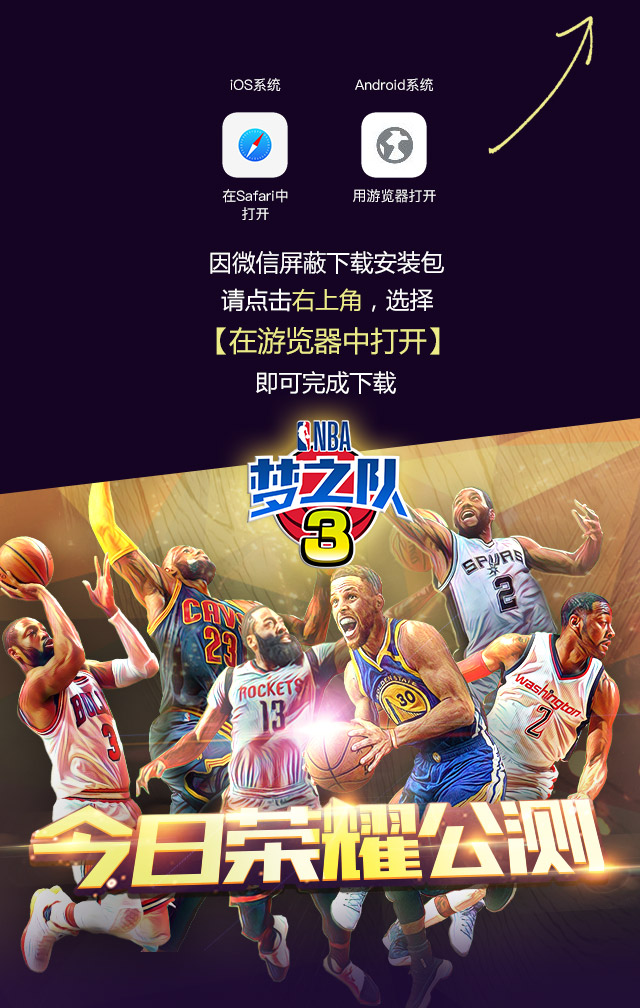 iOS系统
Android系统
在Safari中
打开
用游览器打开
因微信屏蔽下载安装包
请点击右上角，选择
【在游览器中打开】
即可完成下载
NBA
梦之队
3
SPURS
2
CAVS
23
ROCKETS
13
GOLDEN STATE
30
Washington
2
BULLS
3
今日荣耀公测